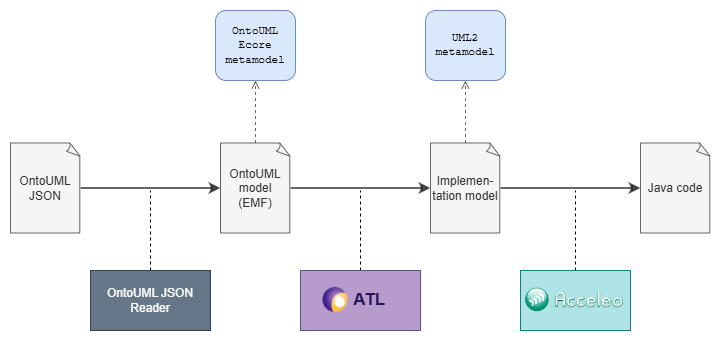 OntoUML
Ecore
metamodel
UML2
metamodel
OntoUML
JSON
OntoUML
model
(EMF)
Implemen-
tation model
Java code
OntoUML JSON
Reader
ATL
Acceleo